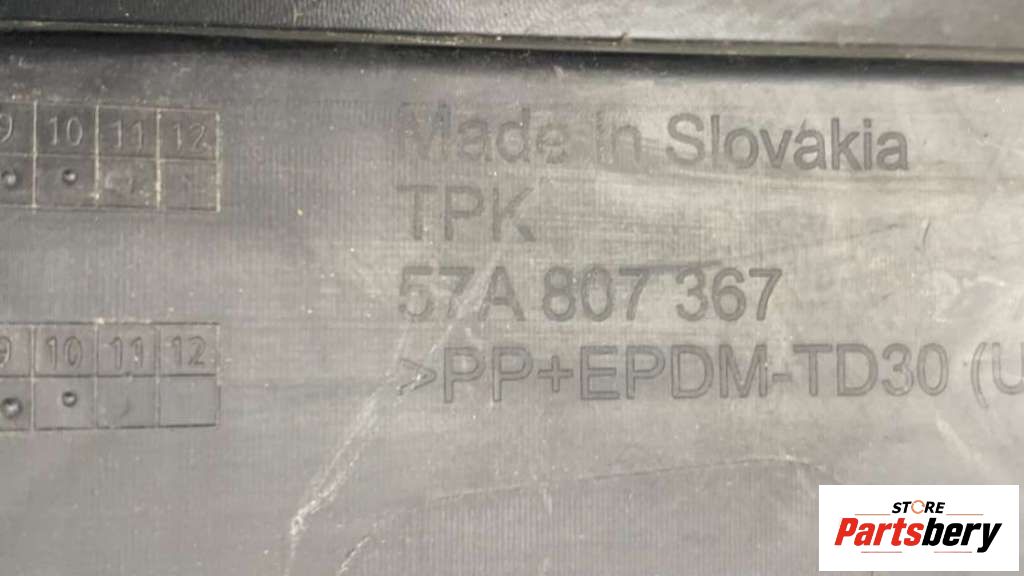 9 10 11 12
Made in Slovakia
TPK
57A 807 367
9 10 11 12
>PP+EPDM-TD30 (U
STORE
Partsbery